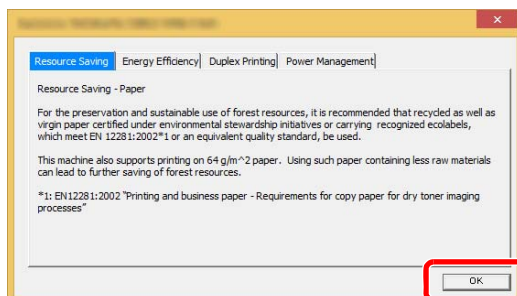 Resource Saving Energy Efficiency Duplex Printing Power Management
Resource Saving - Paper
For the preservation and sustainable use of forest resources, it is recommended that recycled as well as
virgin paper certified under environmental stewardship initiatives or carrying recognized ecolabels,
which meet EN 12281:2002*1 or an equivalent quality standard, be used.
This machine also supports printing on 64 g/m^2 paper. Using such paper containing less raw materials
can lead to further saving of forest resources.
*1: EN12281:2002 "Printing and business paper - Requirements for copy paper for dry toner imaging
processes"
OK